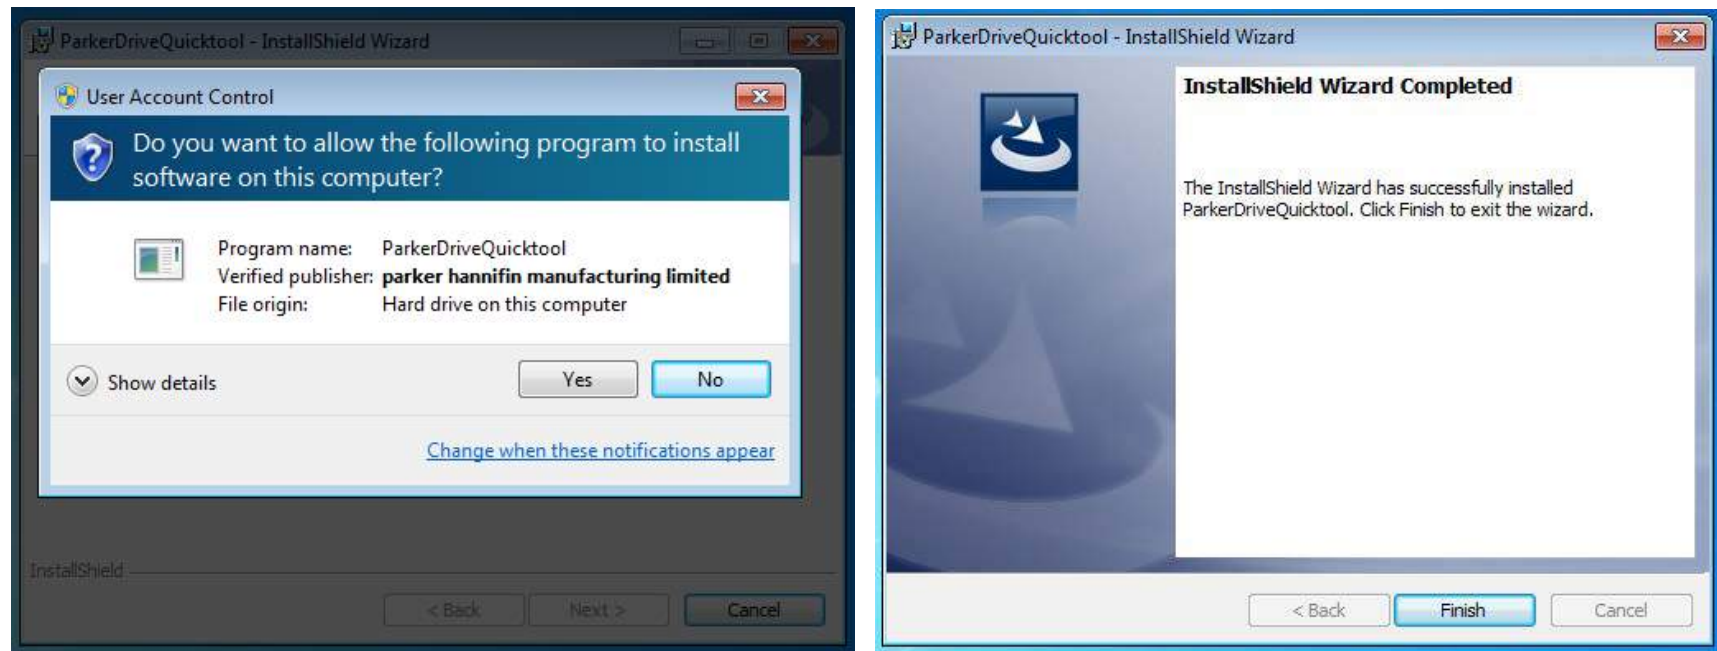 ParkerDriveQuicktool - InstallShield Wizard
User Account Control
Do you want to allow the following program to install
software on this computer?
Program name: ParkerDriveQuicktool
Verified publisher: parker hannifin manufacturing limited
File origin: Hard drive on this computer
Show details
Yes
No
Change when these notifications appear
InstallShield
< Back
Next >
Cancel
ParkerDriveQuicktool - InstallShield Wizard
InstallShield Wizard Completed
The InstallShield Wizard has successfully installed
ParkerDriveQuicktool. Click Finish to exit the wizard.
< Back
Finish
Cancel